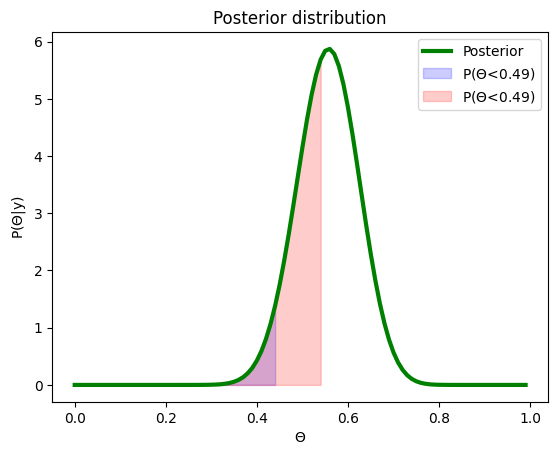 Posterior distribution
Posterior
P(Θ<0.49)
P(Θ<0.49)
P(Θ|y)
6
5
4
3
2
1
0
0.0 0.2 0.4 0.6 0.8 1.0
Θ